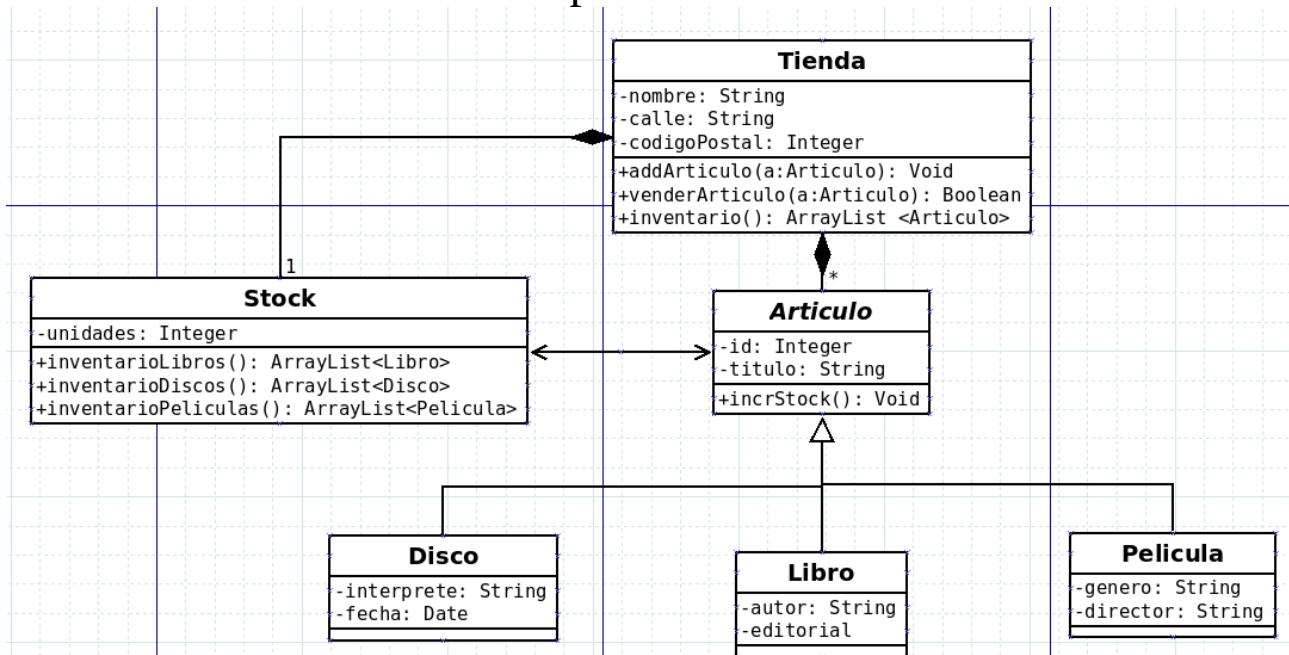 Tienda
-nombre: String
-calle: String
-codigoPostal: Integer
+addArticulo(a:Articulo): Void
+venderArticulo(a:Articulo): Boolean
+inventario(): ArrayList <Articulo>
1
*
Stock
-unidades: Integer
+inventarioLibros(): ArrayList<Libro>
+inventarioDiscos(): ArrayList<Disco>
+inventarioPeliculas(): ArrayList<Pelicula>
Articulo
-id: Integer
-titulo: String
+incrStock(): Void
Disco
-interprete: String
-fecha: Date
Libro
-autor: String
-editorial
Pelicula
-genero: String
-director: String